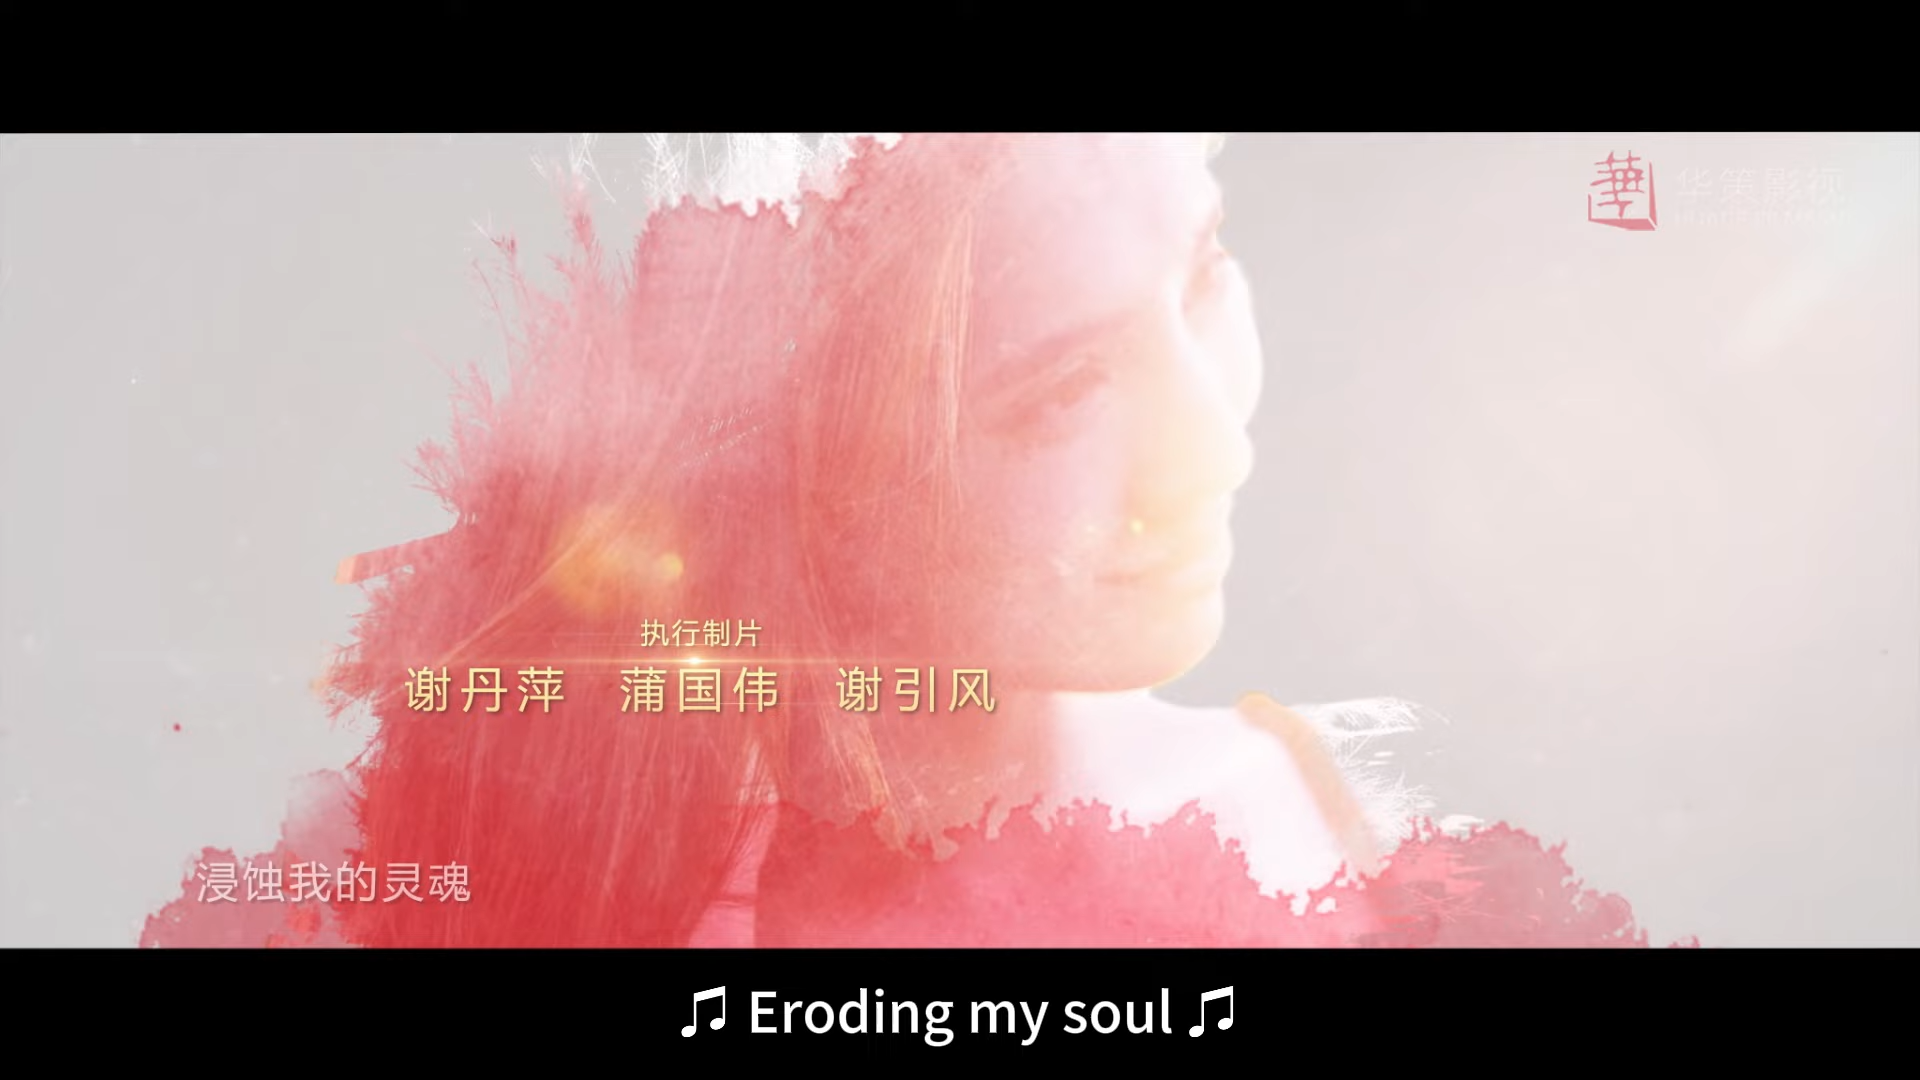 華 华策影视
执行制片
谢丹萍 蒲国伟 谢引风
浸蚀我的灵魂
♫ Eroding my soul ♫